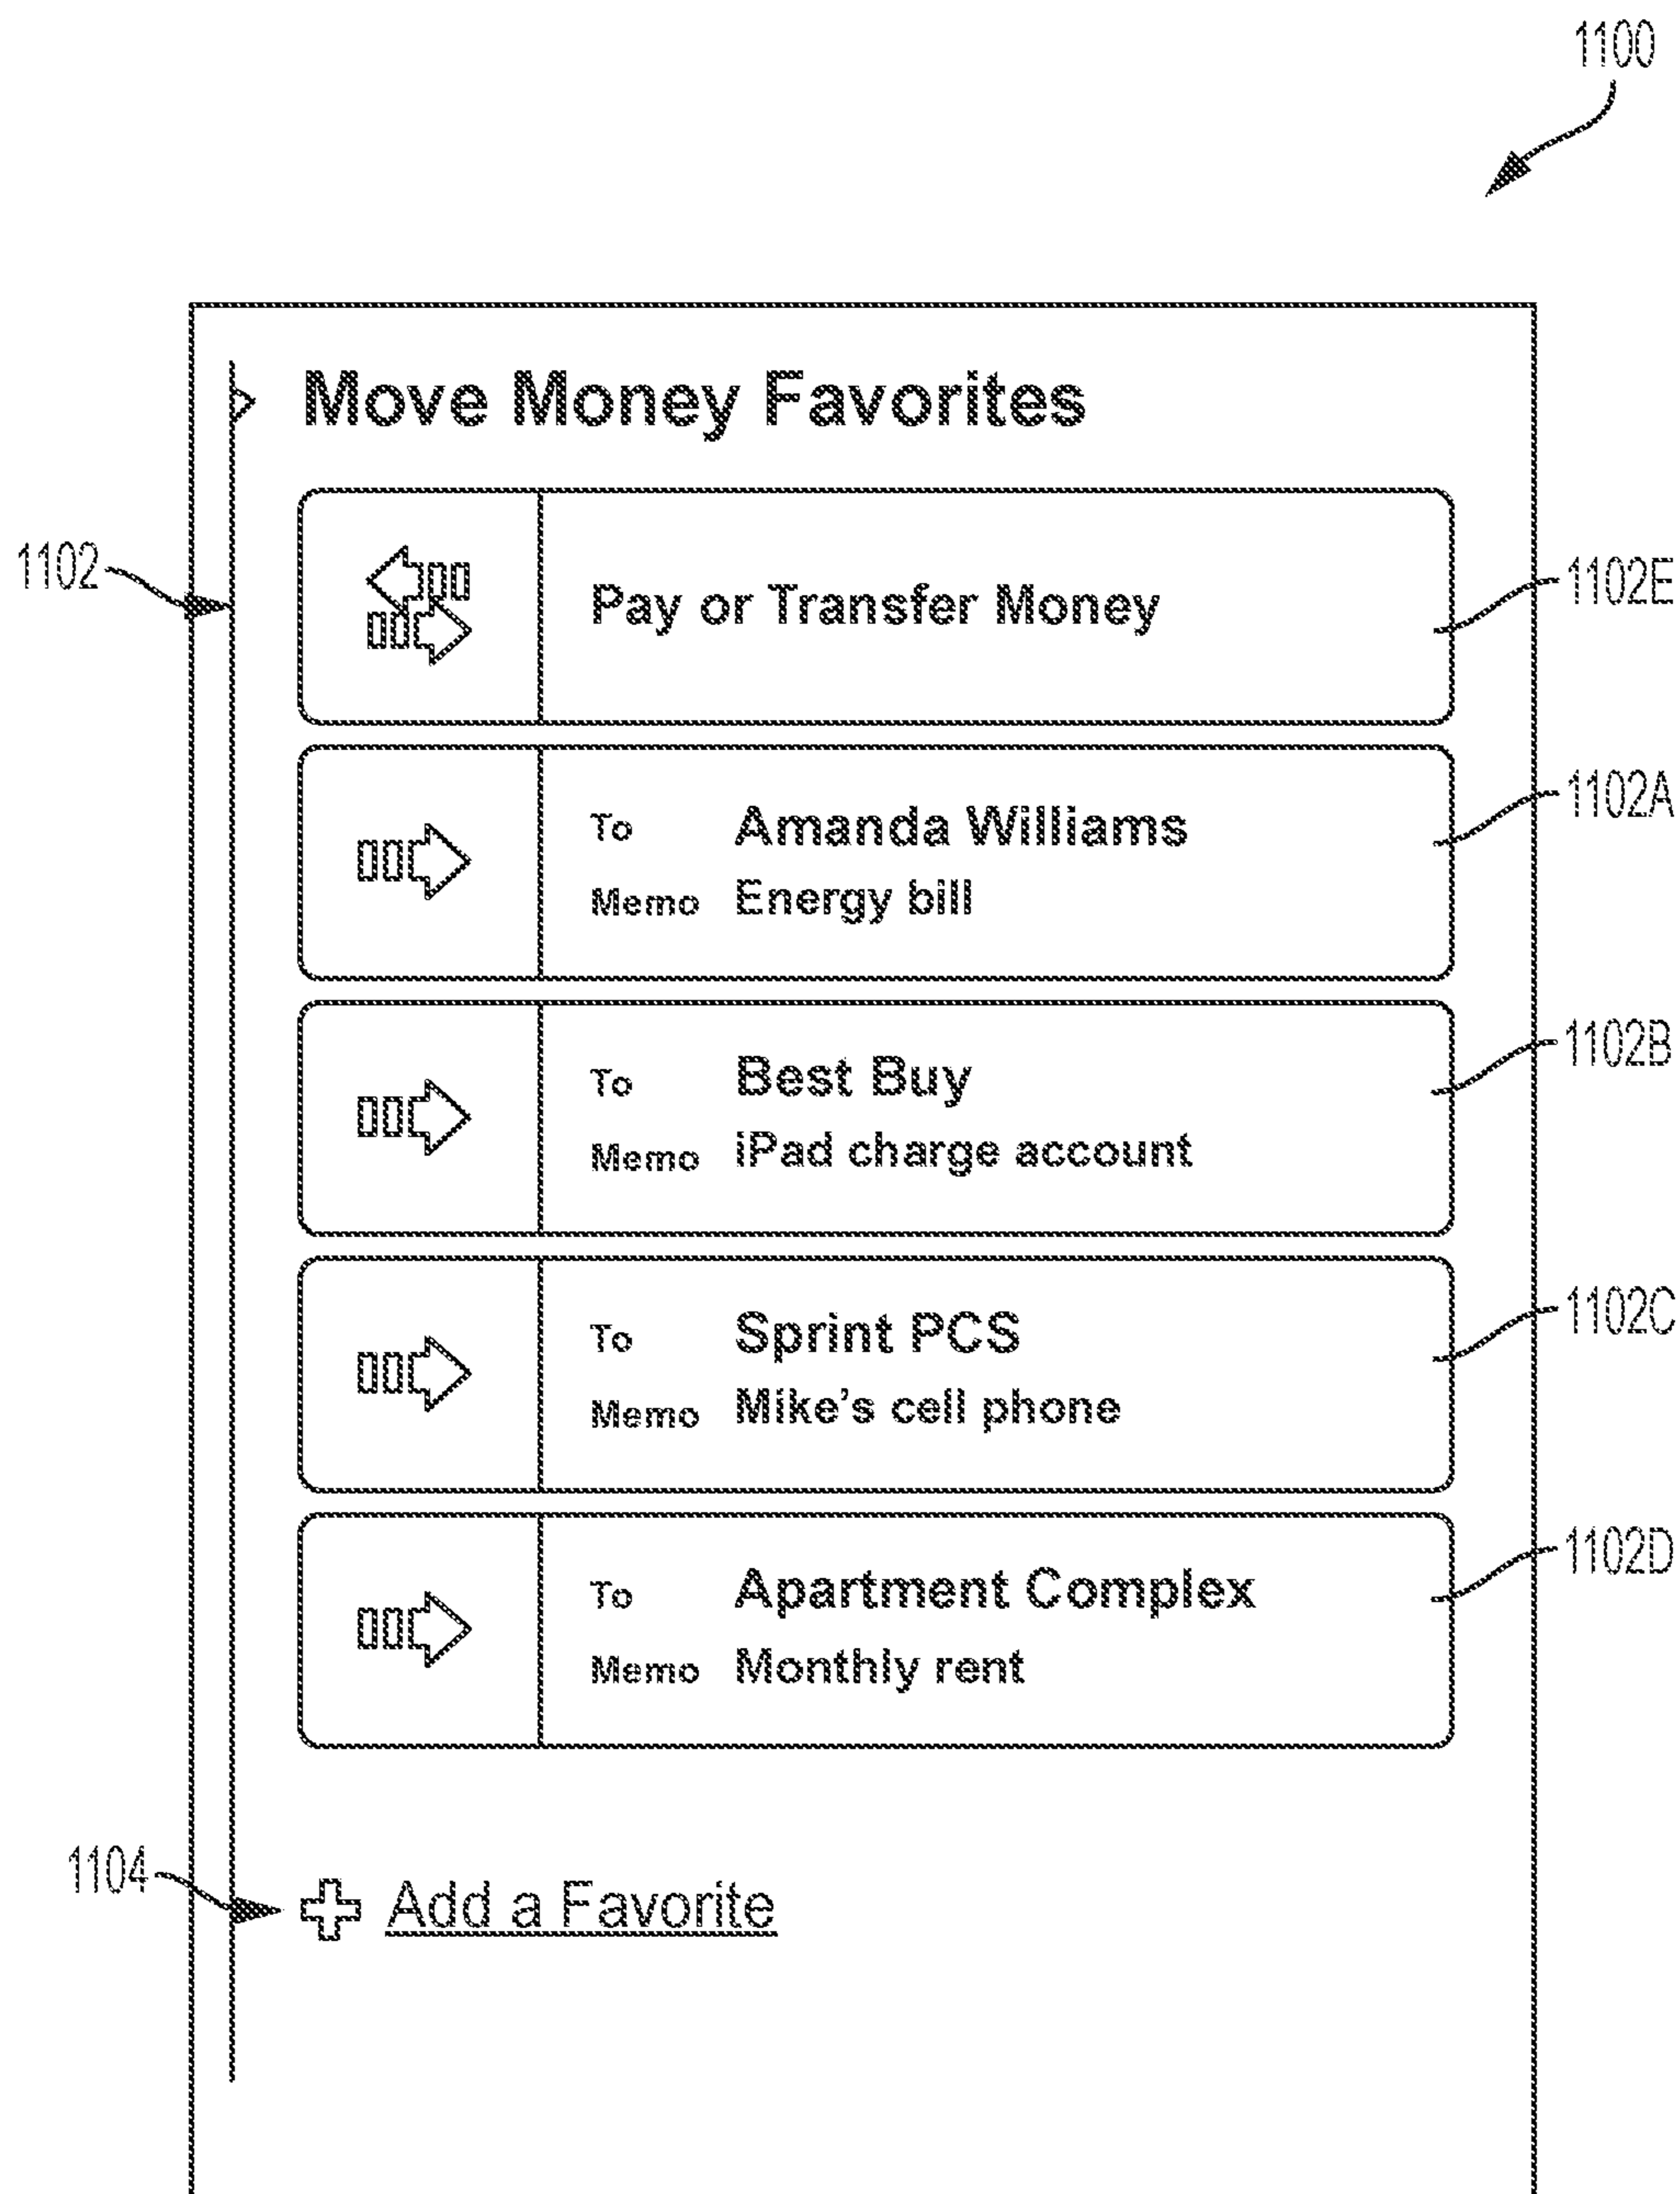 1100
Move Money Favorites
1102
Pay or Transfer Money
1102E
To Amanda Williams
1102A
Memo Energy bill
To Best Buy
1102B
Memo iPad charge account
To Sprint PCS
1102C
Memo Mike's cell phone
To Apartment Complex
1102D
Memo Monthly rent
1104
Add a Favorite